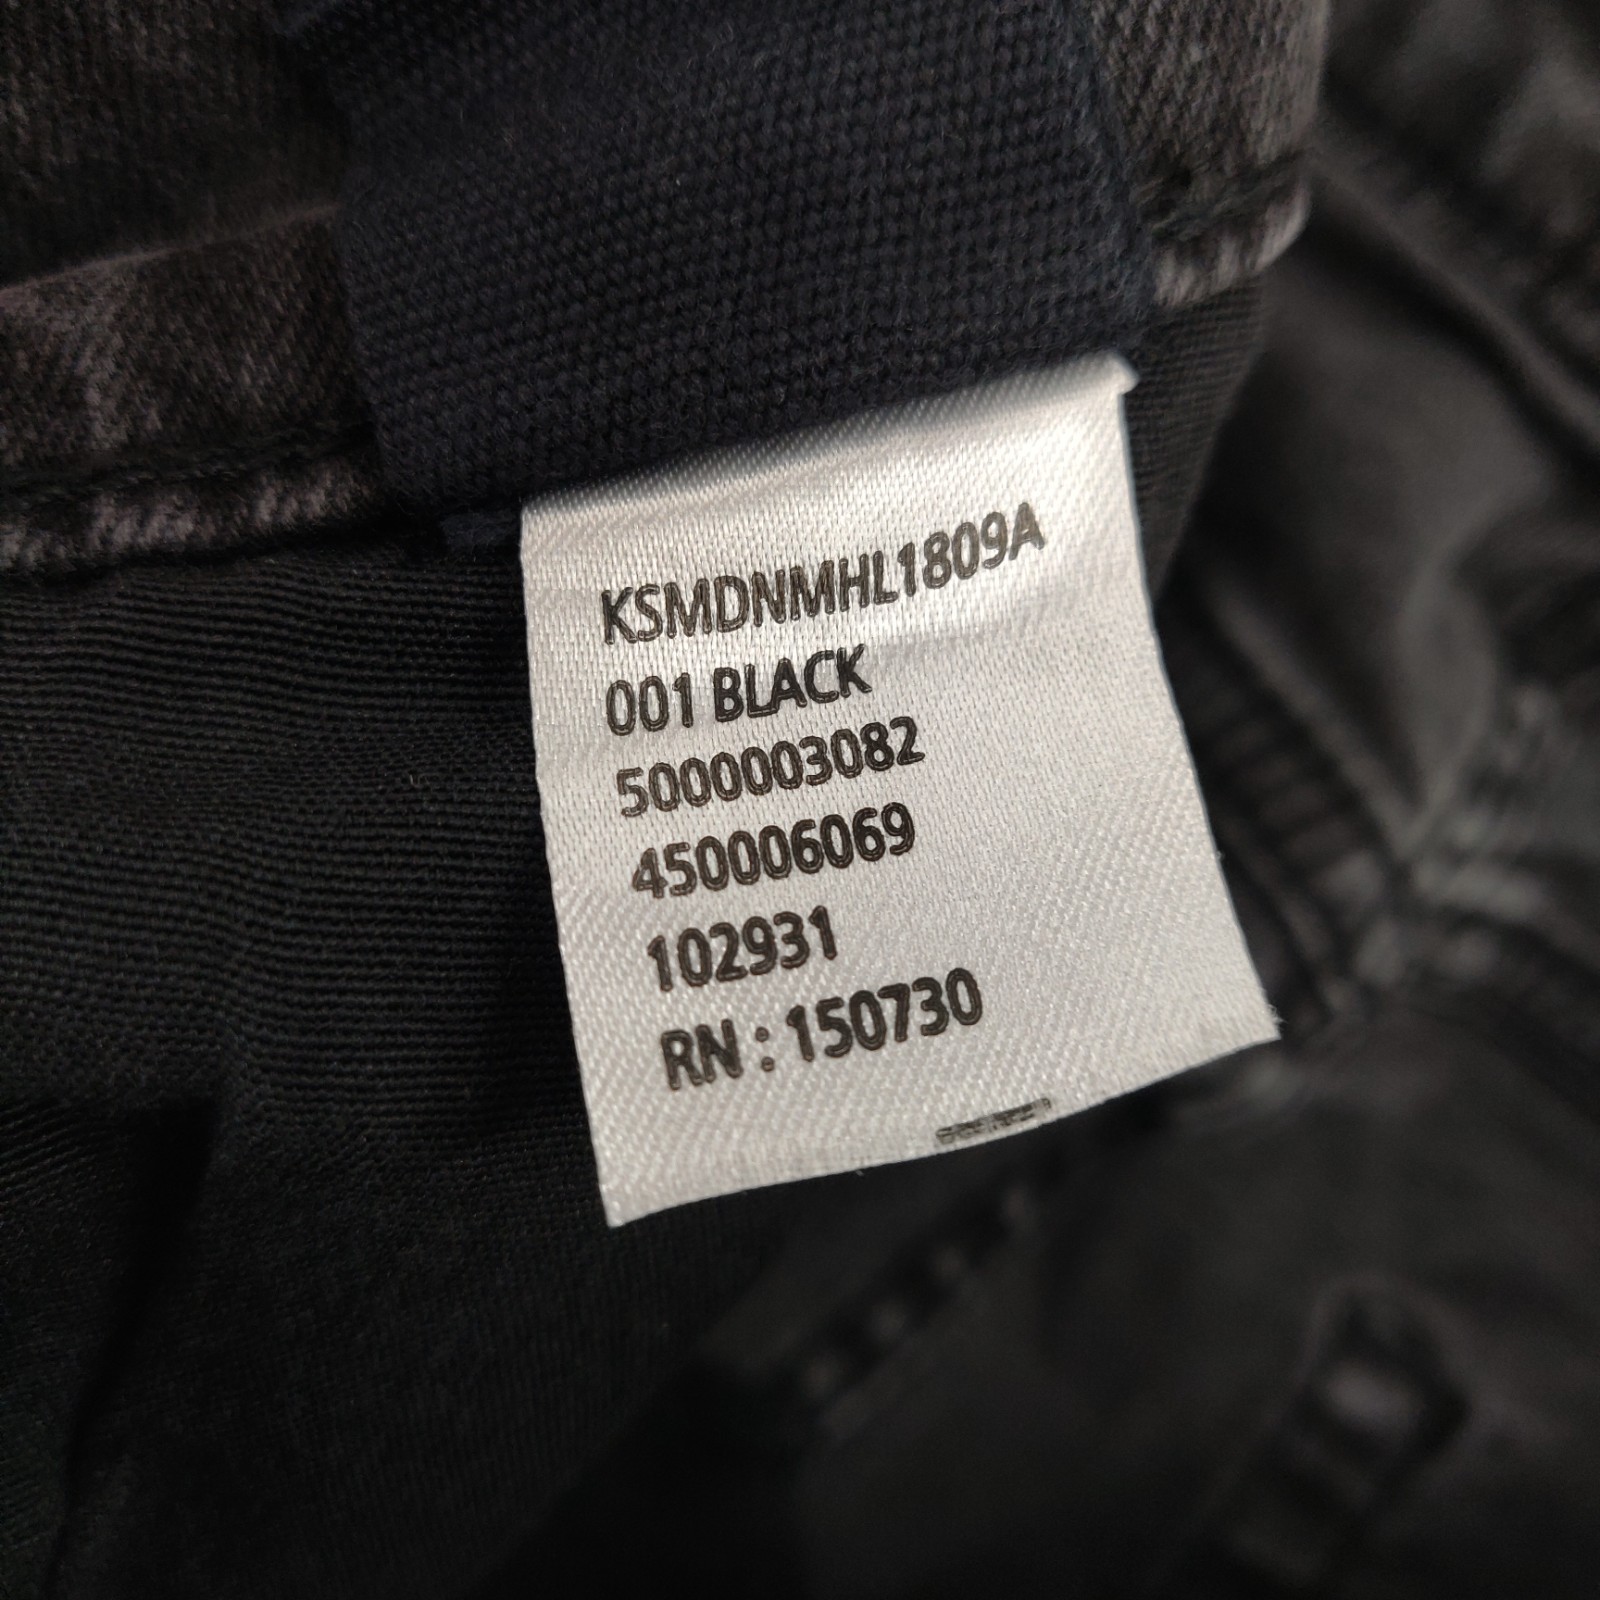 KSMDNMHL1809A
001 BLACK
5000003082
450006069
102931
RN : 150730